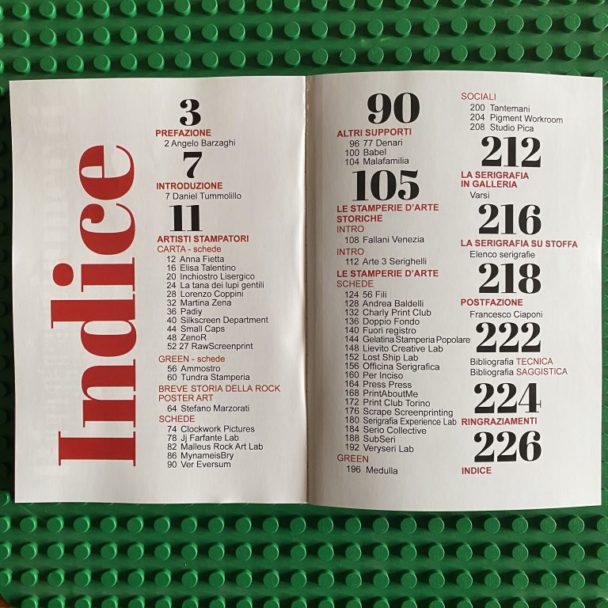 Indice
3
PREFAZIONE
2 Angelo Barzaghi
7
INTRODUZIONE
7 Daniel Tummolillo
11
ARTISTI STAMPATORI
CARTA - schede
12 Anna Fietta
16 Elisa Talentino
20 Inchiostro Lisergico
24 La tana dei lupi gentili
28 Lorenzo Coppini
32 Martina Zena
36 Padiy
40 Silkscreen Department
44 Small Caps
48 ZenoR
52 27 RawScreenprint
GREEN - schede
56 Ammostro
60 Tundra Stamperia
BREVE STORIA DELLA ROCK
POSTER ART
64 Stefano Marzorati
SCHEDE
74 Clockwork Pictures
78 Jj Farfante Lab
82 Malleus Rock Art Lab
86 MynameisBry
90 Ver Eversum
90
ALTRI SUPPORTI
96 77 Denari
100 Babel
104 Malafamilia
105
LE STAMPERIE D'ARTE
STORICHE
INTRO
108 Fallani Venezia
INTRO
112 Arte 3 Serighelli
LE STAMPERIE D'ARTE
SCHEDE
124 56 Fili
128 Andrea Baldelli
132 Charly Print Club
136 Doppio Fondo
140 Fuori registro
144 Gelatina Stamperia Popolare
148 Lievito Creative Lab
152 Lost Ship Lab
156 Officina Serigrafica
160 Per Inciso
164 Press Press
168 PrintAboutMe
172 Print Club Torino
176 Scrape Screenprinting
180 Serigrafia Experience Lab
184 Serio Collective
188 SubSeri
192 Veryseri Lab
GREEN
196 Medulla
SOCIALI
200 Tantemani
204 Pigment Workroom
208 Studio Pica
212
LA SERIGRAFIA
IN GALLERIA
Varsi
216
LA SERIGRAFIA SU STOFFA
Elenco serigrafie
218
POSTFAZIONE
Francesco Ciaponi
222
Bibliografia TECNICA
Bibliografia SAGGISTICA
224
RINGRAZIAMENTI
226
INDICE